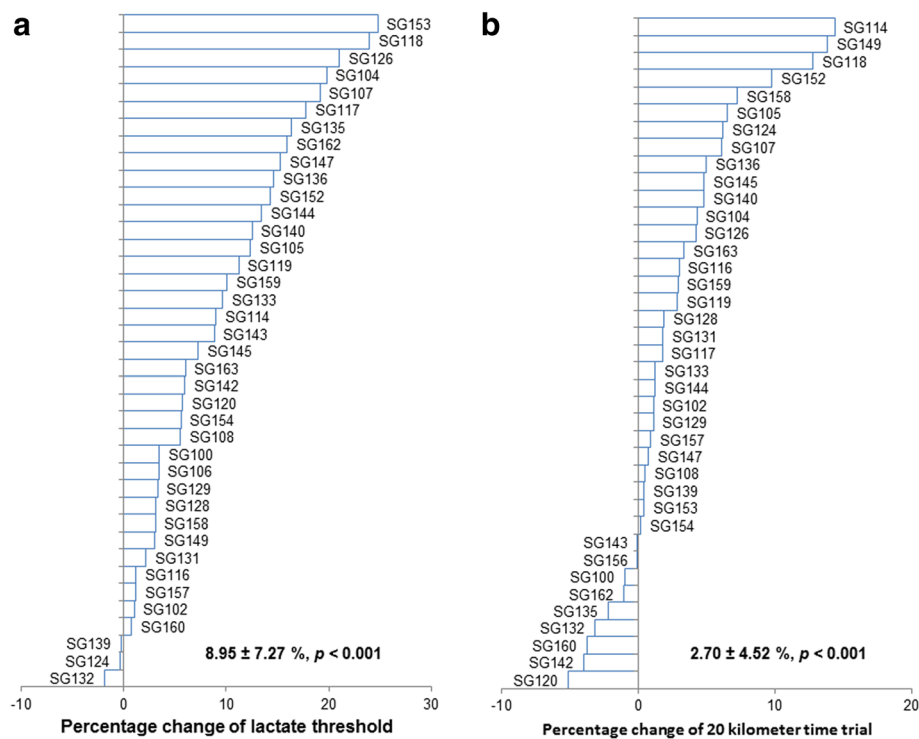 a
SG153
SG118
SG126
SG104
SG107
SG117
SG135
SG162
SG147
SG136
SG152
SG144
SG140
SG105
SG119
SG159
SG133
SG114
SG143
SG145
SG163
SG142
SG120
SG154
SG108
SG100
SG106
SG129
SG128
SG158
SG149
SG131
SG116
SG157
SG102
SG160
SG139
SG124
SG132
8.95 ± 7.27 %, p < 0.001
-10 0 10 20 30
Percentage change of lactate threshold
b
SG114
SG149
SG118
SG152
SG158
SG105
SG124
SG107
SG136
SG145
SG140
SG104
SG126
SG163
SG116
SG159
SG119
SG128
SG131
SG117
SG133
SG144
SG102
SG129
SG157
SG147
SG108
SG139
SG153
SG154
SG143
SG156
SG100
SG162
SG135
SG132
SG160
SG142
SG120
2.70 ± 4.52 %, p < 0.001
-10 0 10 20
Percentage change of 20 kilometer time trial